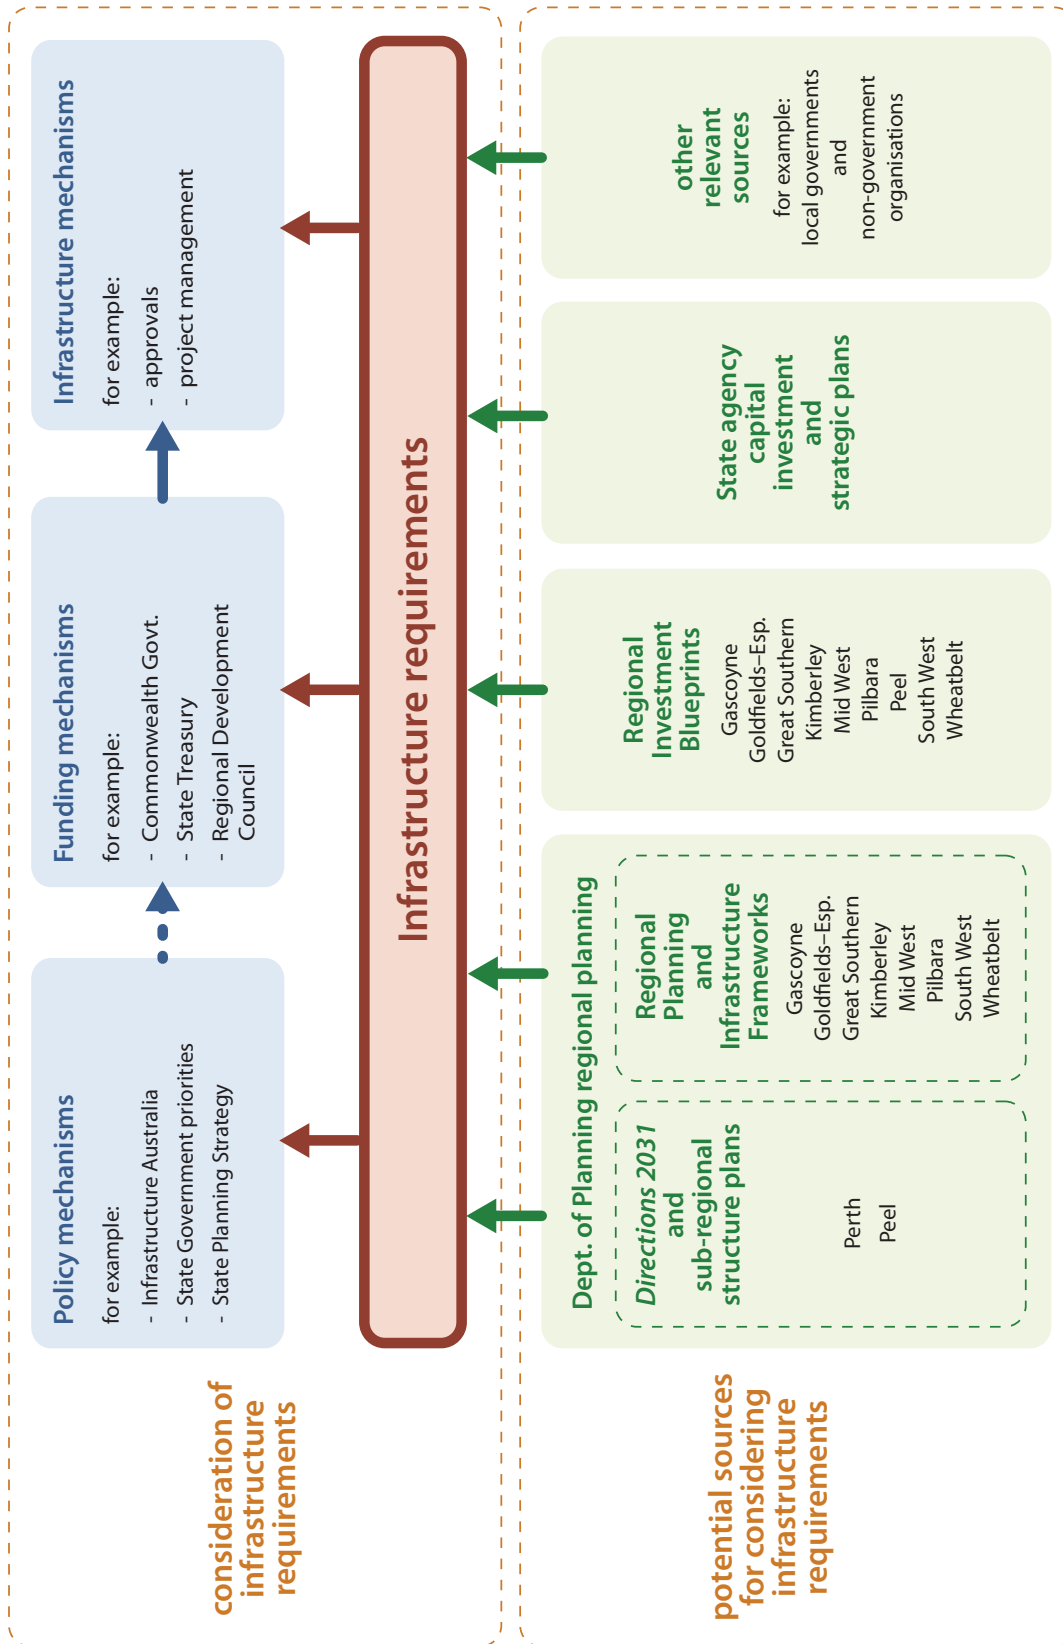 consideration of
infrastructure
requirements
Policy mechanisms
for example:
- Infrastructure Australia
- State Government priorities
- State Planning Strategy
Funding mechanisms
for example:
- Commonwealth Govt.
- State Treasury
- Regional Development
Council
Infrastructure mechanisms
for example:
- approvals
- project management
Infrastructure requirements
potential sources
for considering
infrastructure
requirements
Dept. of Planning regional planning
Directions 2031
and
sub-regional
structure plans
Perth
Peel
Regional
Planning
and
Infrastructure
Frameworks
Gascoyne
Goldfields–Esp.
Great Southern
Kimberley
Mid West
Pilbara
South West
Wheatbelt
Regional
Investment
Blueprints
Gascoyne
Goldfields–Esp.
Great Southern
Kimberley
Mid West
Pilbara
Peel
South West
Wheatbelt
State agency
capital
investment
and
strategic plans
other
relevant
sources
for example:
local governments
and
non-government
organisations